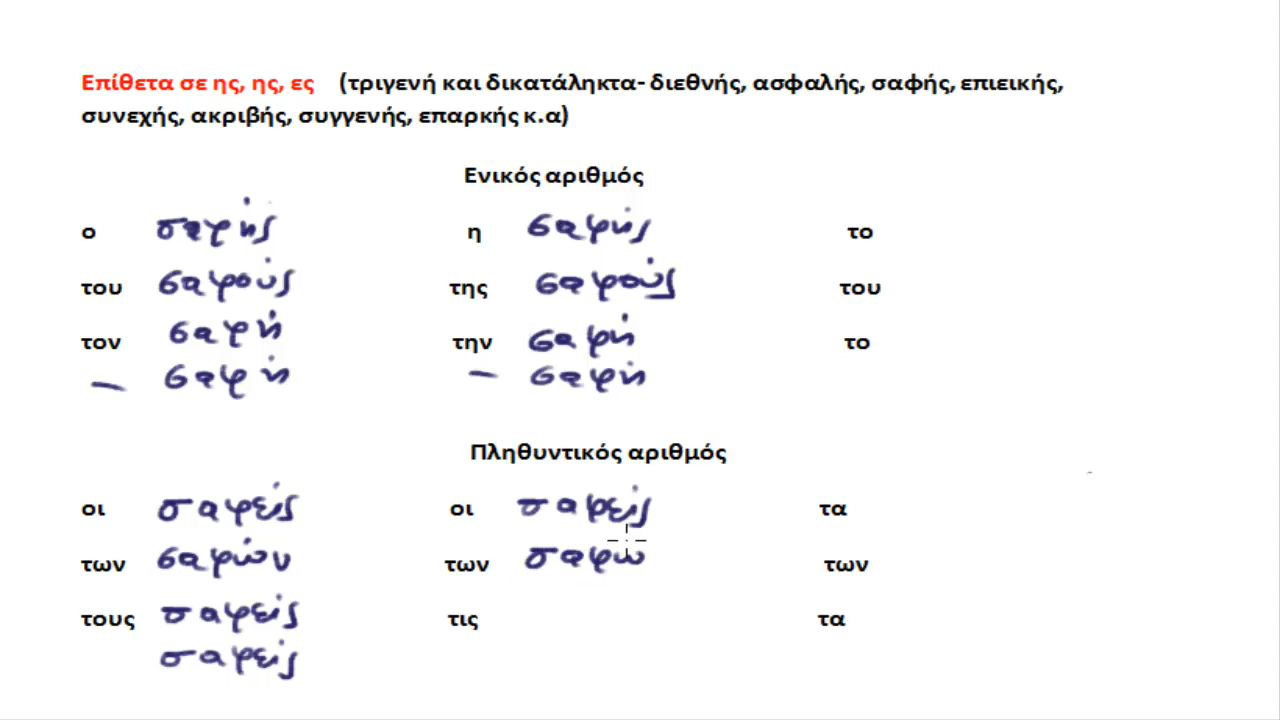 Επίθετα σε ης, ης, ες (τριγενή και δικατάληκτα- διεθνής, ασφαλής, σαφής, επιεικής,
συνεχής, ακριβής, συγγενής, επαρκής κ.α)
Ενικός αριθμός
ο σαφής η σαφής το
του σαφούς της σαφούς του
τον σαφή την σαφή το
— σαφή — σαφή
Πληθυντικός αριθμός
οι σαφείς οι σαφείς τα
των σαφών των σαφω των
τους σαφείς τις τα
σαφείς